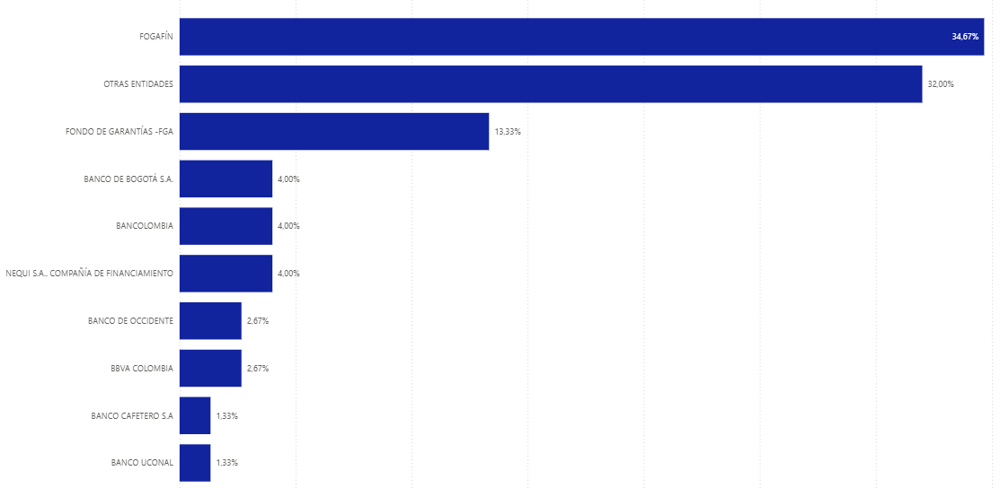 FOGAFÍN 34,67%
OTRAS ENTIDADES 32,00%
FONDO DE GARANTÍAS -FGA 13,33%
BANCO DE BOGOTÁ S.A. 4,00%
BANCOLOMBIA 4,00%
NEQUI S.A.. COMPAÑÍA DE FINANCIAMIENTO 4,00%
BANCO DE OCCIDENTE 2,67%
BBVA COLOMBIA 2,67%
BANCO CAFETERO S.A 1,33%
BANCO UCONAL 1,33%